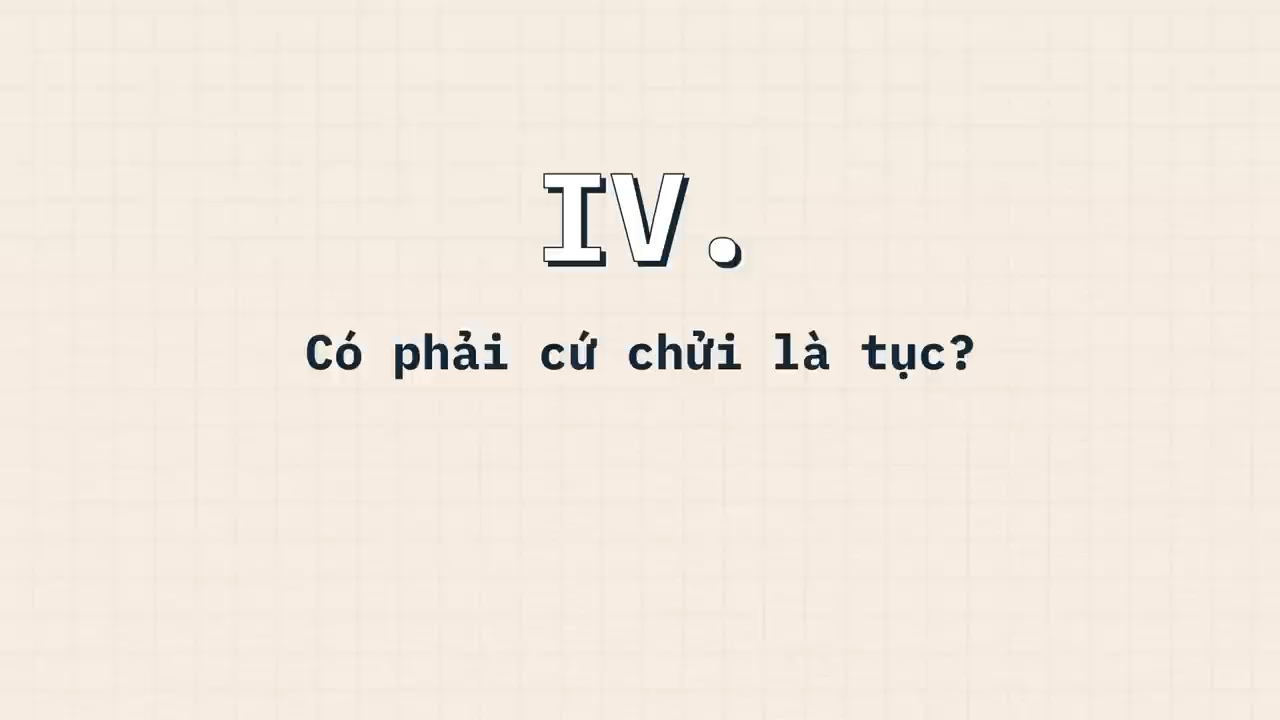 IV.
Có phải cứ chửi là tục?